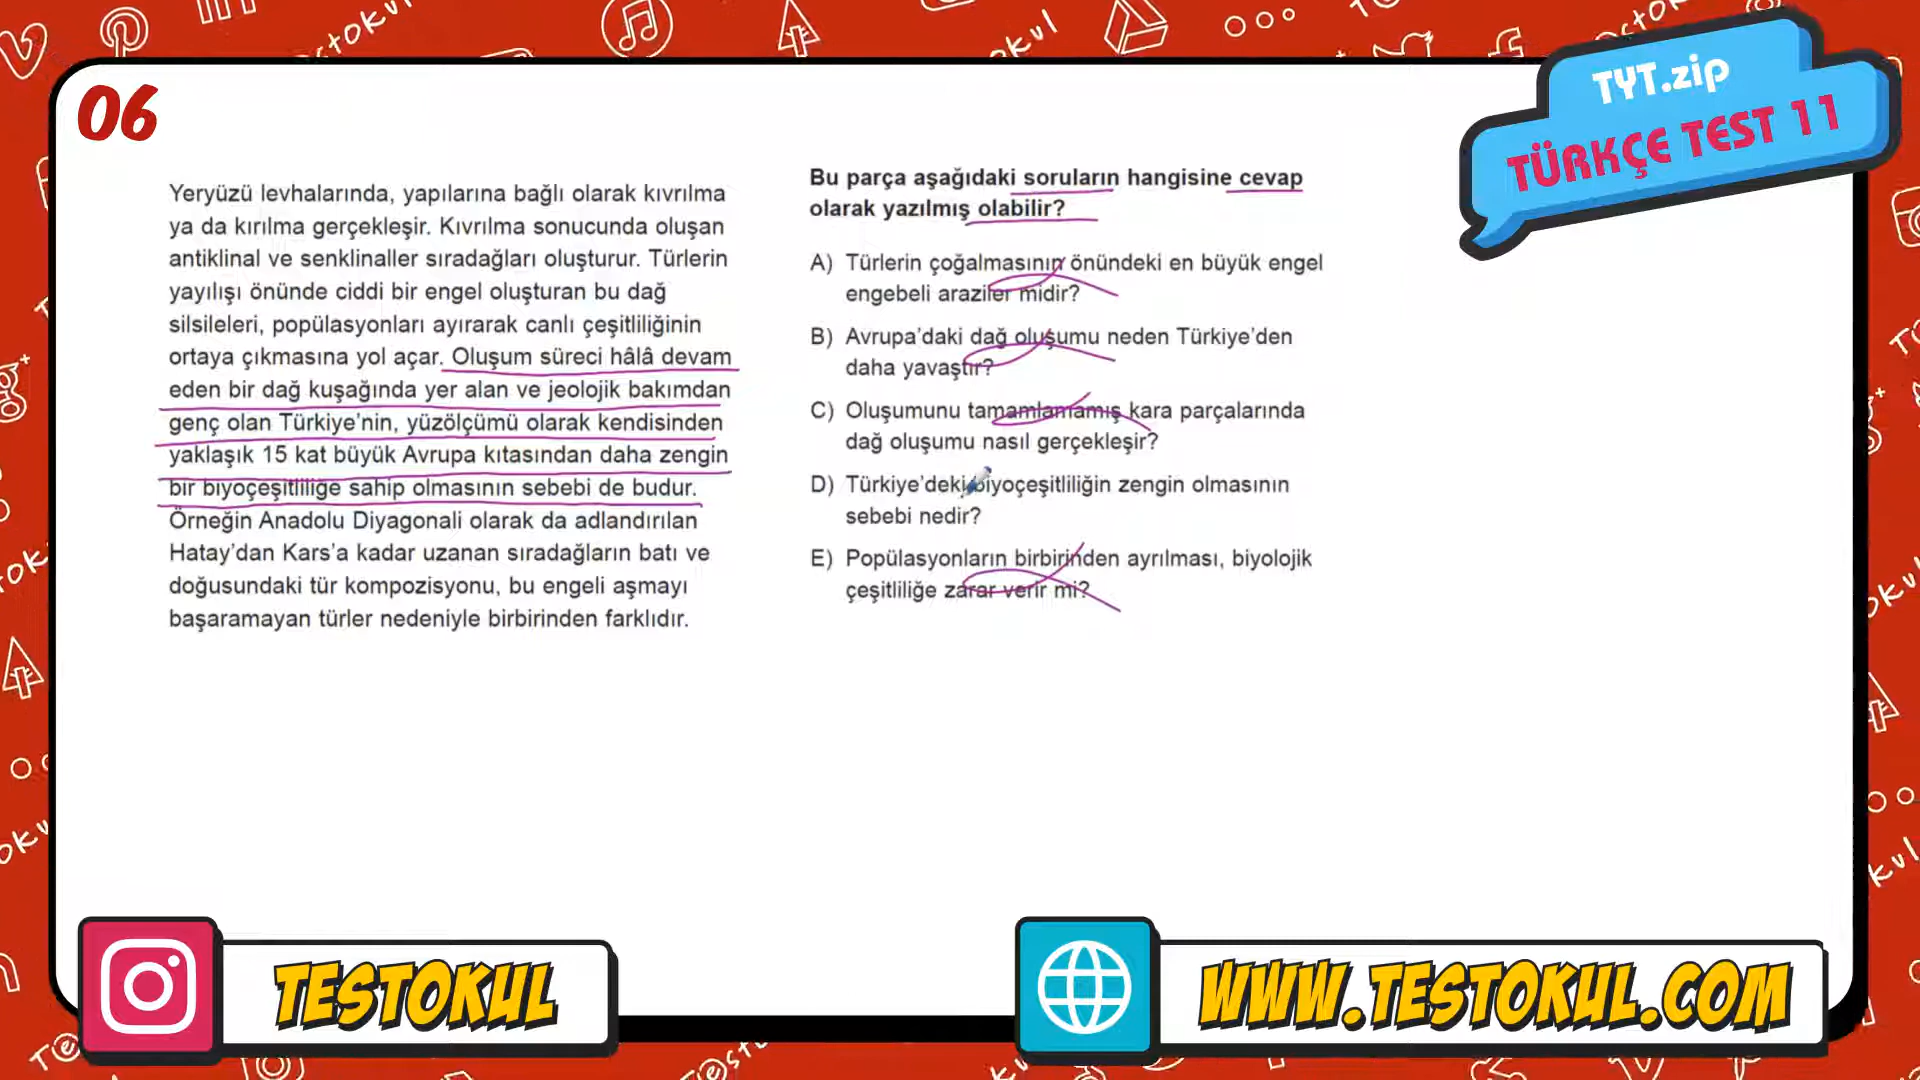 06
TYT.zip
TÜRKÇE TEST 11
Yeryüzü levhalarında, yapılarına bağlı olarak kıvrılma
ya da kırılma gerçekleşir. Kıvrılma sonucunda oluşan
antiklinal ve senklinaller sıradağları oluşturur. Türlerin
yayılışı önünde ciddi bir engel oluşturan bu dağ
silsileleri, popülasyonları ayırarak canlı çeşitliliğinin
ortaya çıkmasına yol açar. Oluşum süreci hâlâ devam
eden bir dağ kuşağında yer alan ve jeolojik bakımdan
genç olan Türkiye'nin, yüzölçümü olarak kendisinden
yaklaşık 15 kat büyük Avrupa kıtasından daha zengin
bir biyoçeşitliliğe sahip olmasının sebebi de budur.
Örneğin Anadolu Diyagonali olarak da adlandırılan
Hatay'dan Kars'a kadar uzanan sıradağların batı ve
doğusundaki tür kompozisyonu, bu engeli aşmayı
başaramayan türler nedeniyle birbirinden farklıdır.
Bu parça aşağıdaki soruların hangisine cevap
olarak yazılmış olabilir?
A) Türlerin çoğalmasının önündeki en büyük engel
engebeli araziler midir?
B) Avrupa'daki dağ oluşumu neden Türkiye'den
daha yavaştır?
C) Oluşumunu tamamlamamış kara parçalarında
dağ oluşumu nasıl gerçekleşir?
D) Türkiye'deki biyoçeşitliliğin zengin olmasının
sebebi nedir?
E) Popülasyonların birbirinden ayrılması, biyolojik
çeşitliliğe zarar verir mi?
TESTOKUL
WWW.TESTOKUL.COM